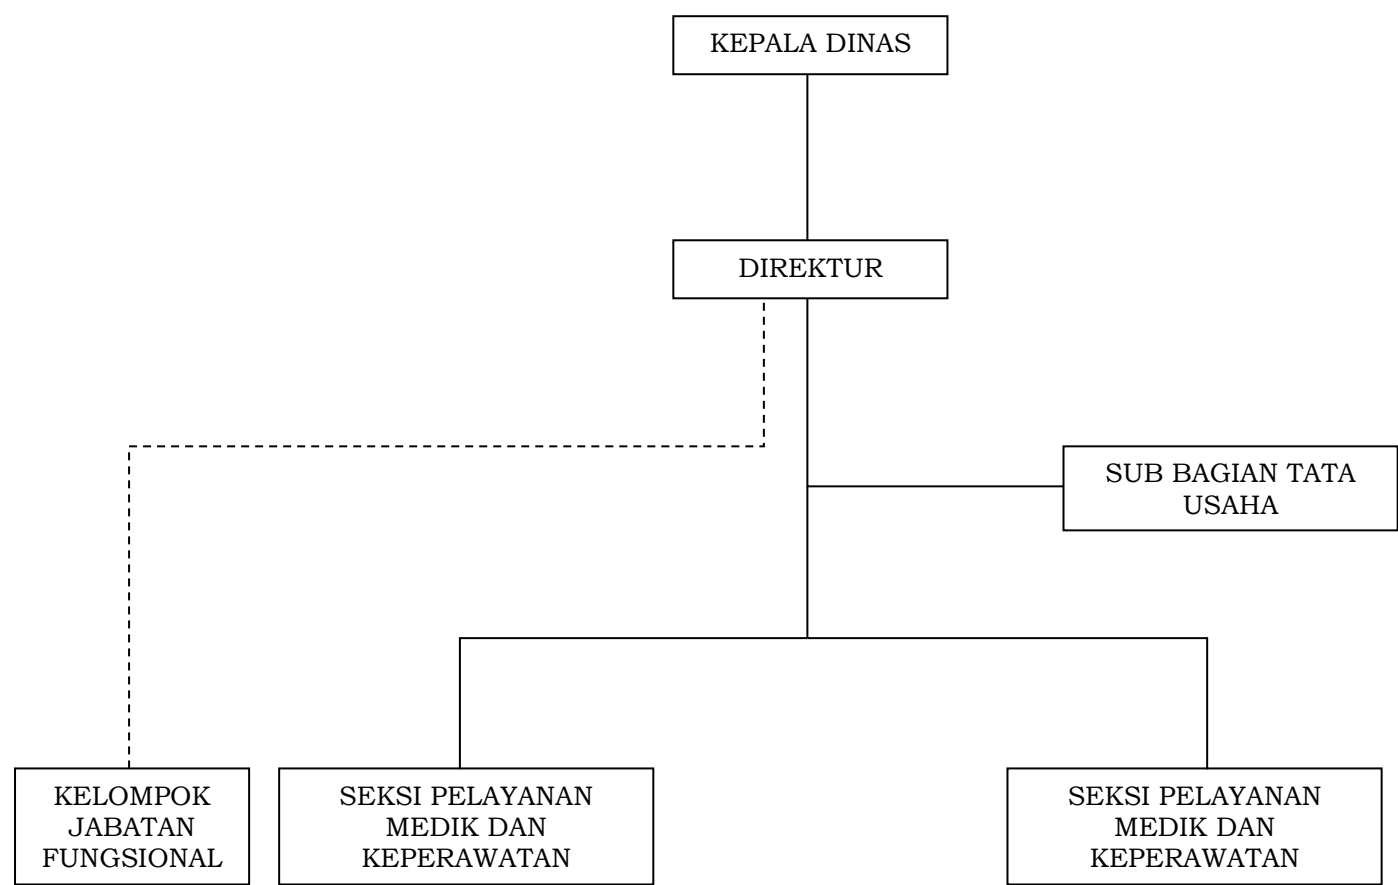 KEPALA DINAS
DIREKTUR
SUB BAGIAN TATA
USAHA
KELOMPOK
JABATAN
FUNGSIONAL
SEKSI PELAYANAN
MEDIK DAN
KEPERAWATAN
SEKSI PELAYANAN
MEDIK DAN
KEPERAWATAN